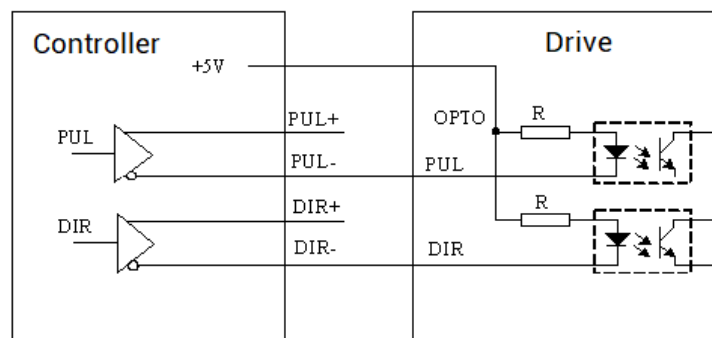 Controller
Drive
+5V
PUL
PUL+
PUL-
OPTO
R
PUL
DIR
DIR+
DIR-
R
DIR